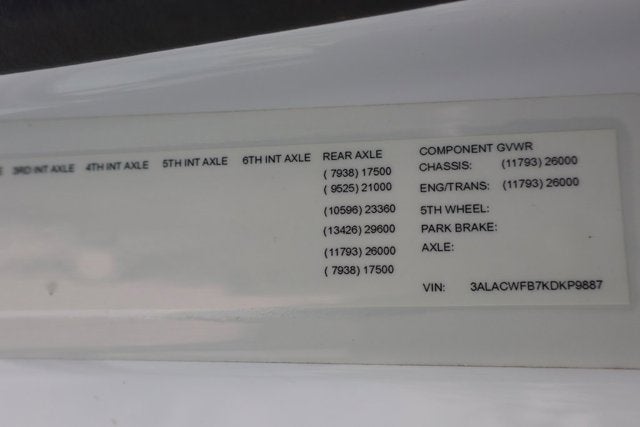 3RD INT AXLE 4TH INT AXLE 5TH INT AXLE 6TH INT AXLE REAR AXLE COMPONENT GVWR
( 7938) 17500 CHASSIS: (11793) 26000
( 9525) 21000 ENG/TRANS: (11793) 26000
(10596) 23360 5TH WHEEL:
(13426) 29600 PARK BRAKE:
(11793) 26000 AXLE:
( 7938) 17500
VIN: 3ALACWFB7KDKP9887